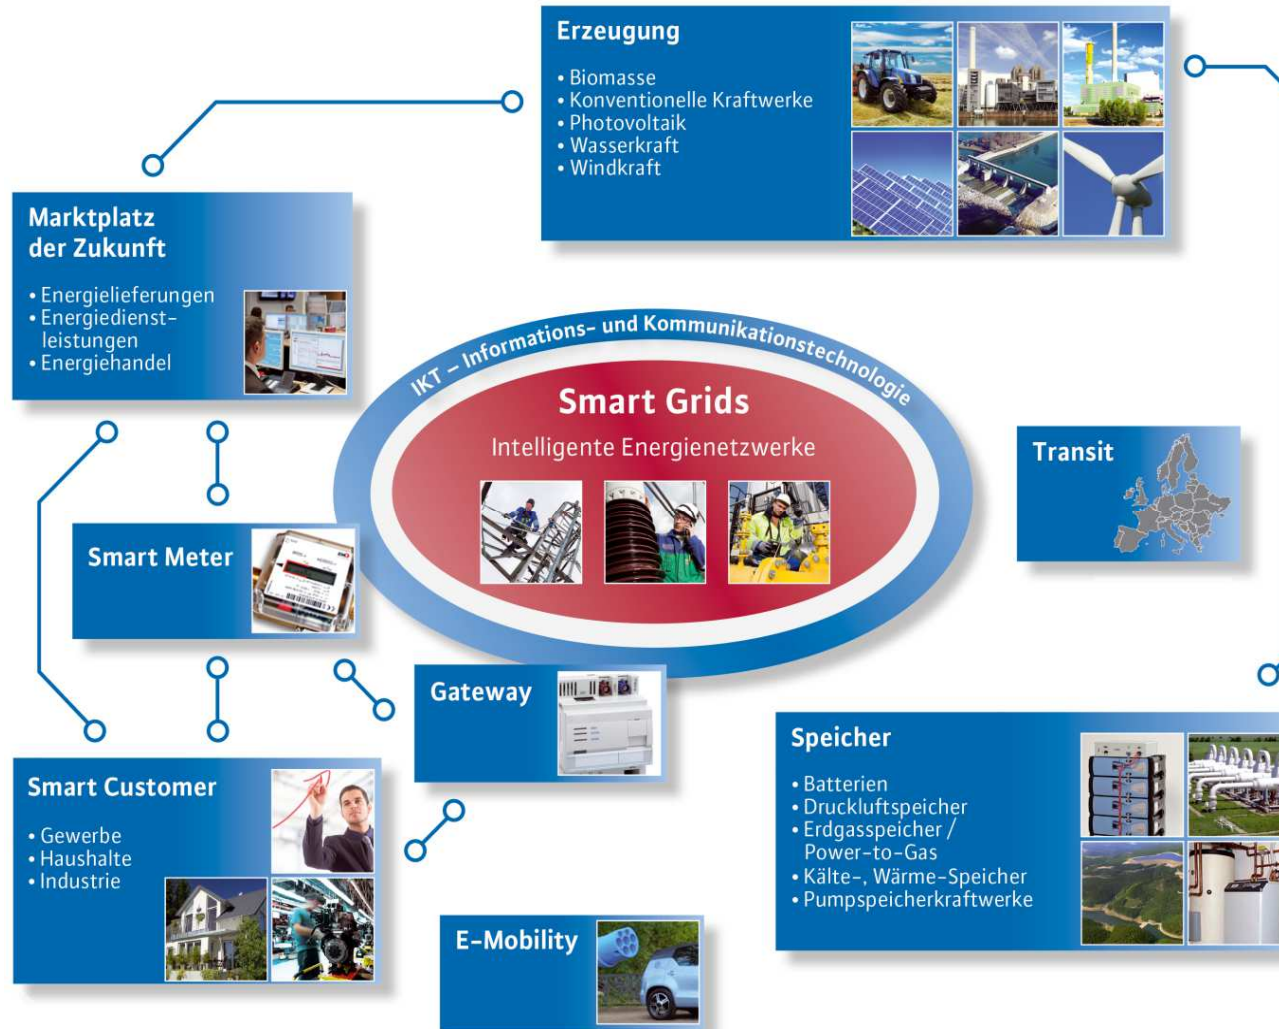 Erzeugung
• Biomasse
• Konventionelle Kraftwerke
• Photovoltaik
• Wasserkraft
• Windkraft
Marktplatz
der Zukunft
• Energielieferungen
• Energiedienst-
leistungen
• Energiehandel
IKT – Informations- und Kommunikationstechnologie
Smart Grids
Intelligente Energienetzwerke
Transit
Smart Meter
Gateway
Speicher
• Batterien
• Druckluftspeicher
• Erdgasspeicher /
Power-to-Gas
• Kälte-, Wärme-Speicher
• Pumpspeicherkraftwerke
Smart Customer
• Gewerbe
• Haushalte
• Industrie
E-Mobility